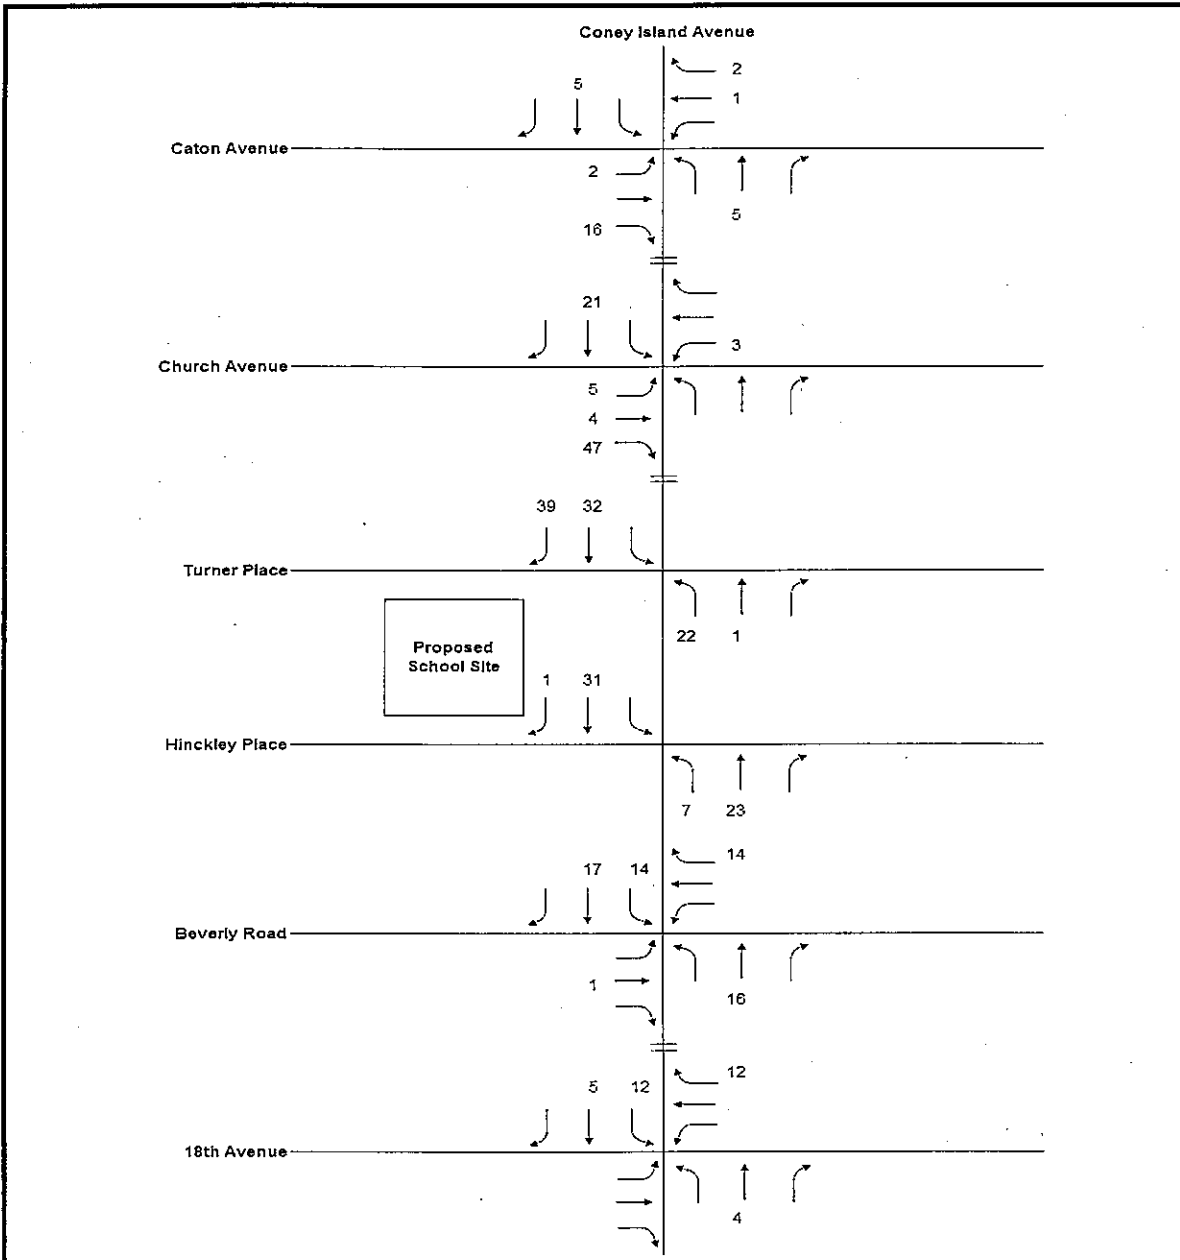 Coney Island Avenue
2
5
1
Caton Avenue
2
5
16
21
3
Church Avenue
5
4
47
39 32
Turner Place
22 1
Proposed
School Site
1 31
Hinckley Place
7 23
14
17 14
Beverly Road
1
16
12
5 12
18th Avenue
4